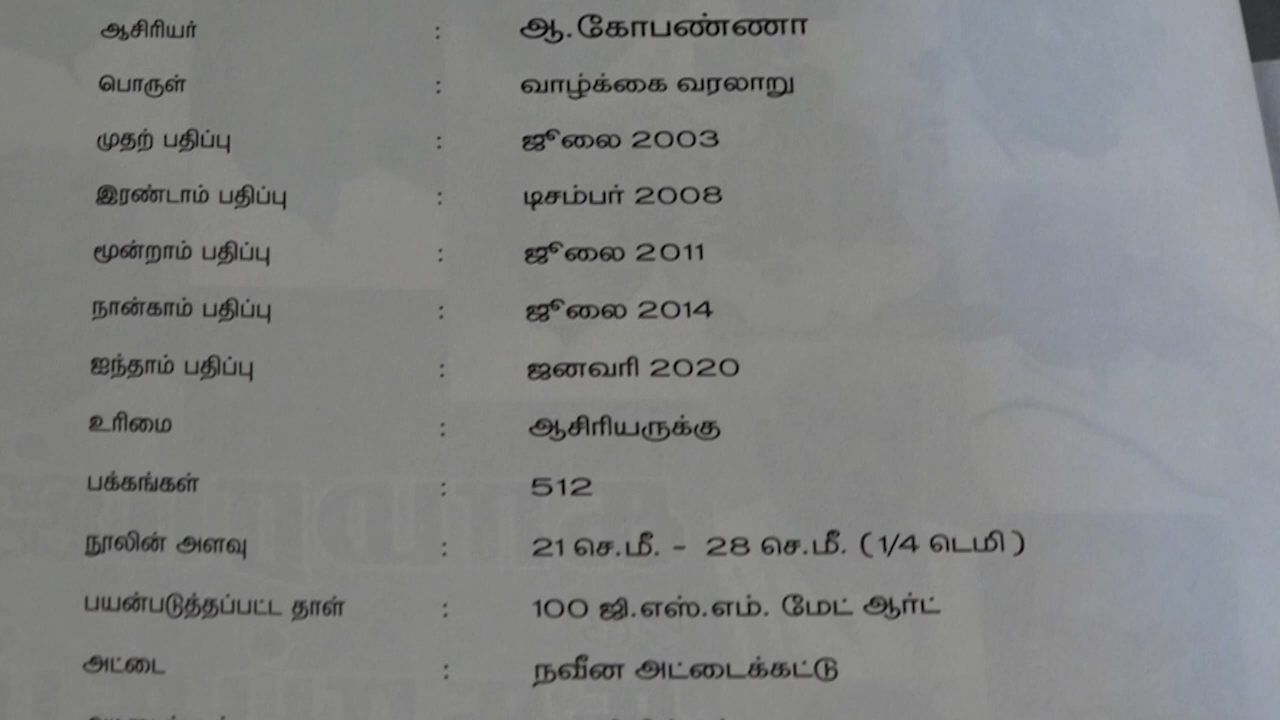 ஆசிரியர் : ஆ.கோபண்ணா
பொருள் : வாழ்க்கை வரலாறு
முதற் பதிப்பு : ஜூலை 2003
இரண்டாம் பதிப்பு : டிசம்பர் 2008
மூன்றாம் பதிப்பு : ஜூலை 2011
நான்காம் பதிப்பு : ஜூலை 2014
ஐந்தாம் பதிப்பு : ஜனவரி 2020
உரிமை : ஆசிரியருக்கு
பக்கங்கள் : 512
நூலின் அளவு : 21 செ.மீ. - 28 செ.மீ. (1/4 டெமி)
பயன்படுத்தப்பட்ட தாள் : 100 ஜி.எஸ்.எம். மேட் ஆர்ட்
அட்டை : நவீன அட்டைக்கட்டு